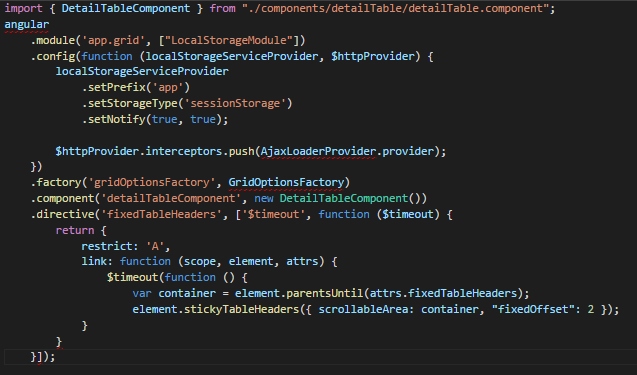 import { DetailTableComponent } from "./components/detailTable/detailTable.component";
angular
    .module('app.grid', ["LocalStorageModule"])
    .config(function (localStorageServiceProvider, $httpProvider) {
        localStorageServiceProvider
            .setPrefix('app')
            .setStorageType('sessionStorage')
            .setNotify(true, true);

        $httpProvider.interceptors.push(AjaxLoaderProvider.provider);
    })
    .factory('gridOptionsFactory', GridOptionsFactory)
    .component('detailTableComponent', new DetailTableComponent())
    .directive('fixedTableHeaders', ['$timeout', function ($timeout) {
        return {
            restrict: 'A',
            link: function (scope, element, attrs) {
                $timeout(function () {
                    var container = element.parentsUntil(attrs.fixedTableHeaders);
                    element.stickyTableHeaders({ scrollableArea: container, "fixedOffset": 2 });
            }
        }
    }]);